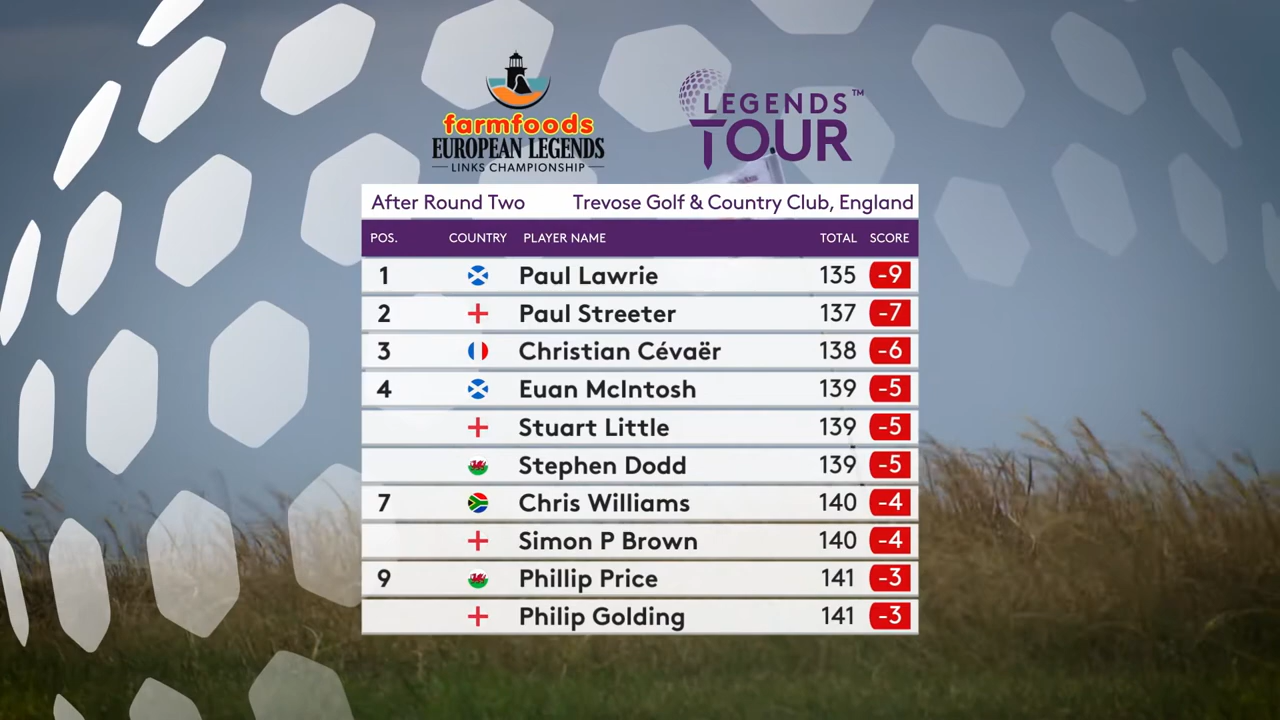 farmfoods
EUROPEAN LEGENDS
LINKS CHAMPIONSHIP
LEGENDS™
TOUR
After Round Two Trevose Golf & Country Club, England
POS. COUNTRY PLAYER NAME TOTAL SCORE
1 Paul Lawrie 135 -9
2 Paul Streeter 137 -7
3 Christian Cévaër 138 -6
4 Euan McIntosh 139 -5
Stuart Little 139 -5
Stephen Dodd 139 -5
7 Chris Williams 140 -4
Simon P Brown 140 -4
9 Phillip Price 141 -3
Philip Golding 141 -3